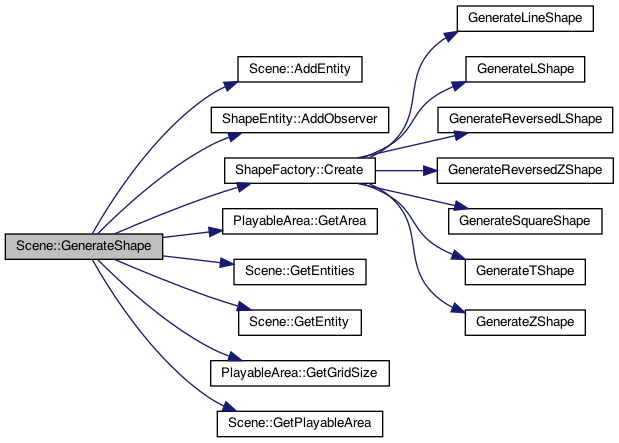 Scene::GenerateShape
Scene::AddEntity
ShapeEntity::AddObserver
ShapeFactory::Create
PlayableArea::GetArea
Scene::GetEntities
Scene::GetEntity
PlayableArea::GetGridSize
Scene::GetPlayableArea
GenerateLineShape
GenerateLShape
GenerateReversedLShape
GenerateReversedZShape
GenerateSquareShape
GenerateTShape
GenerateZShape